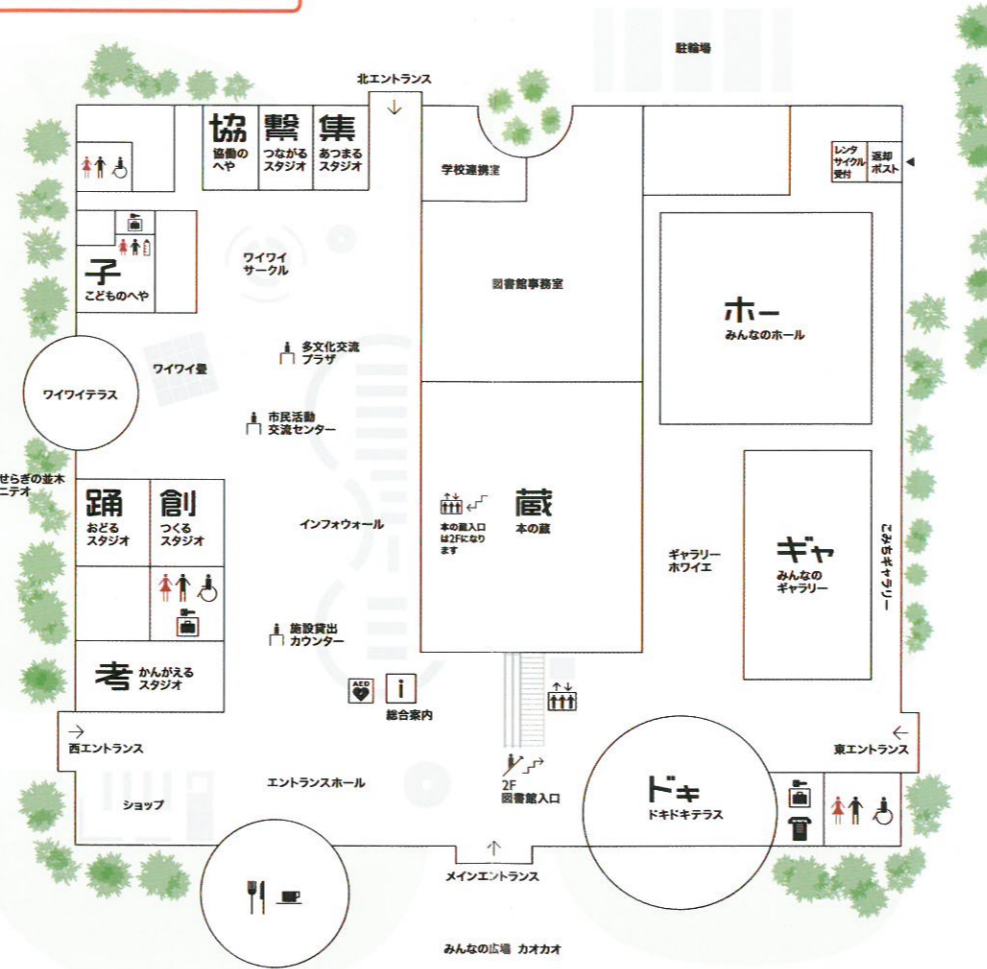 駐輪場
北エントランス
協
協働の
へや
繋
つながる
スタジオ
集
あつまる
スタジオ
学校連携室
レンタ
サイクル
受付
返却
ポスト
子
こどものへや
ワイワイ
サークル
図書館事務室
ホー
みんなのホール
多文化交流
プラザ
ワイワイ畳
ワイワイテラス
市民活動
交流センター
せらぎの並木
ニテオ
踊
おどる
スタジオ
創
つくる
スタジオ
インフォウォール
本の蔵入口
は2Fになり
ます
蔵
本の蔵
ギャラリー
ホワイエ
ギャ
みんなの
ギャラリー
こみちギャラリー
施設貸出
カウンター
考
かんがえる
スタジオ
AED
i
総合案内
西エントランス
東エントランス
エントランスホール
2F
図書館入口
ショップ
ドキ
ドキドキテラス
メインエントランス
みんなの広場 カオカオ